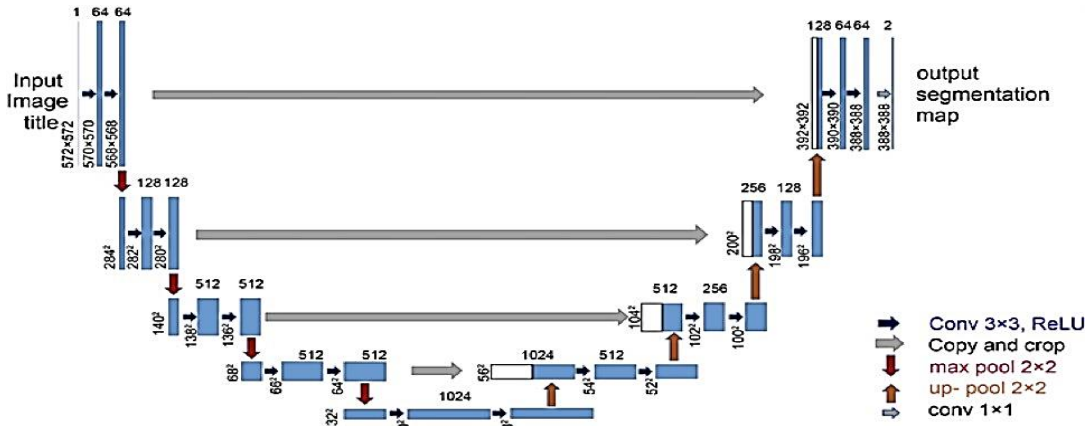 1 64 64
Input
Image
title
572×572
570×570
568×568
128 128
284²
282²
280²
512 512
140²
138²
136²
512 512
68²
66²
64²
1024
32²
1024 512
56²
54²
52²
512 256
104²
102²
100²
256 128
200²
198²
196²
128 64 64 2
392×392
390×390
388×388
388×388
output
segmentation
map
Conv 3×3, ReLU
Copy and crop
max pool 2×2
up- pool 2×2
conv 1×1